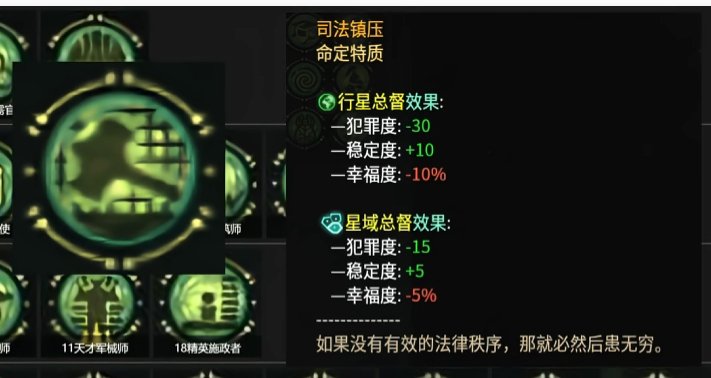 司法镇压
命定特质
行星总督效果:
—犯罪度: -30
—稳定度: +10
—幸福度: -10%
星域总督效果:
—犯罪度: -15
—稳定度: +5
—幸福度: -5%
--------------
如果没有有效的法律秩序，那就必然后患无穷。
使
师
师
11天才军械师
18精英施政者